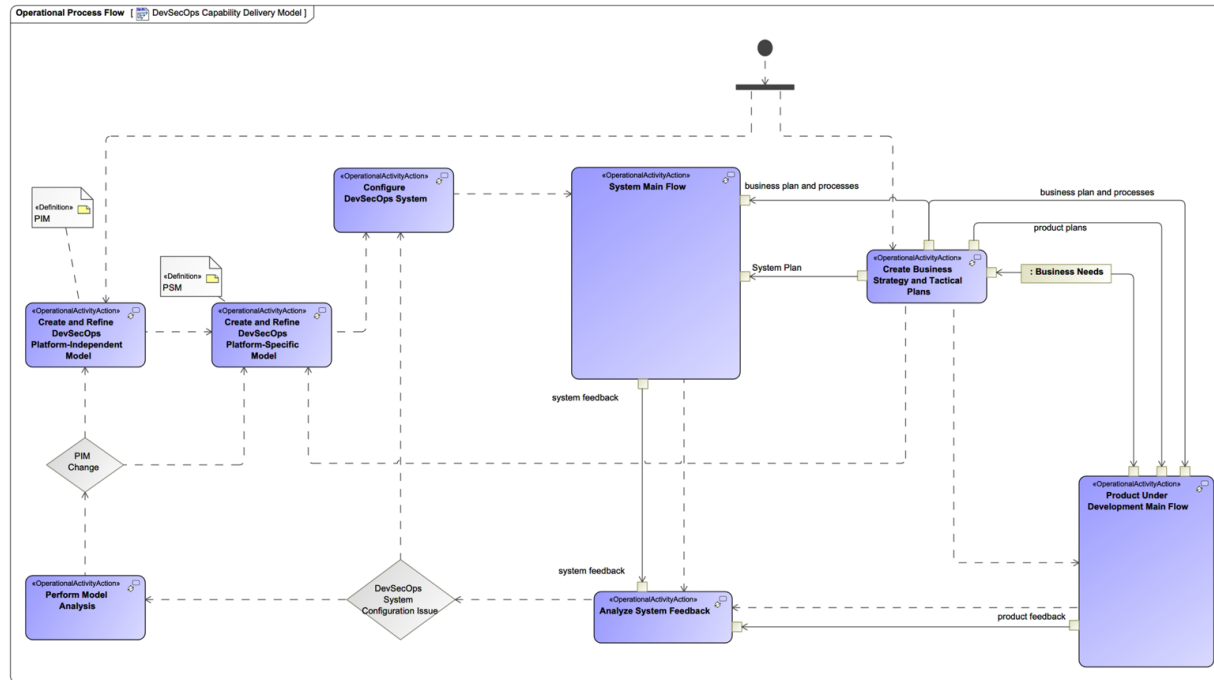 Operational Process Flow [ DevSecOps Capability Delivery Model ]
«OperationalActivityAction»
Configure
DevSecOps System
«OperationalActivityAction»
System Main Flow
business plan and processes
business plan and processes
product plans
«Definition»
PIM
«OperationalActivityAction»
Create Business
Strategy and Tactical
Plans
System Plan
: Business Needs
«Definition»
PSM
«OperationalActivityAction»
Create and Refine
DevSecOps
Platform-Independent
Model
«OperationalActivityAction»
Create and Refine
DevSecOps
Platform-Specific
Model
system feedback
PIM
Change
«OperationalActivityAction»
Product Under
Development Main Flow
system feedback
«OperationalActivityAction»
Perform Model
Analysis
DevSecOps
System
Configuration Issue
«OperationalActivityAction»
Analyze System Feedback
product feedback